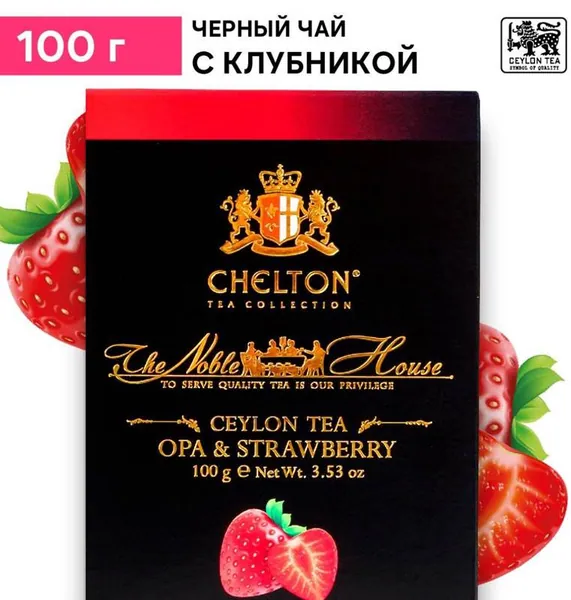 100 г
ЧЕРНЫЙ ЧАЙ
С КЛУБНИКОЙ
CEYLON TEA
SYMBOL OF QUALITY
CHELTON®
TEA COLLECTION
The Noble House
TO SERVE QUALITY TEA IS OUR PRIVILEGE
CEYLON TEA
OPA & STRAWBERRY
100 g ℮ Net Wt. 3.53 oz